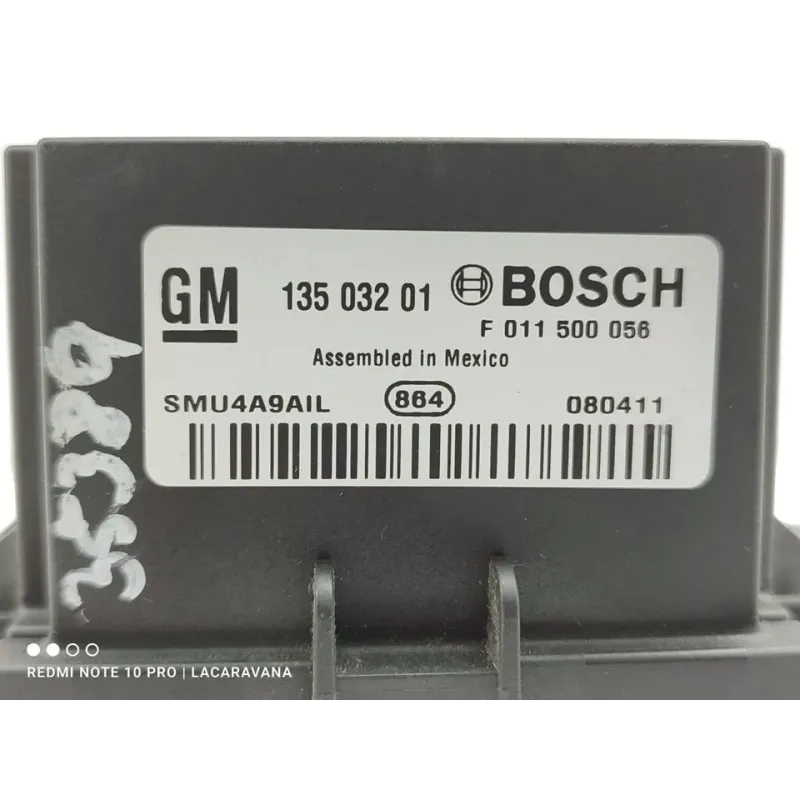 GM 135 032 01 BOSCH
F 011 500 056
Assembled in Mexico
SMU4A9AIL 864 080411
REDMI NOTE 10 PRO | LACARAVANA